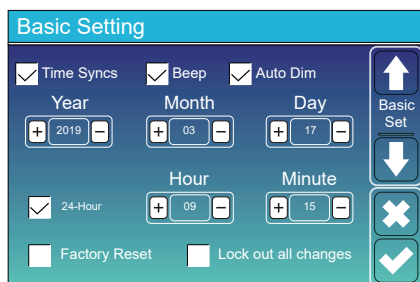 Basic Setting
Time Syncs Beep Auto Dim
Year Month Day
+ 2019 − + 03 − + 17 −
Basic
Set
Hour Minute
24-Hour + 09 − + 15 −
Factory Reset Lock out all changes